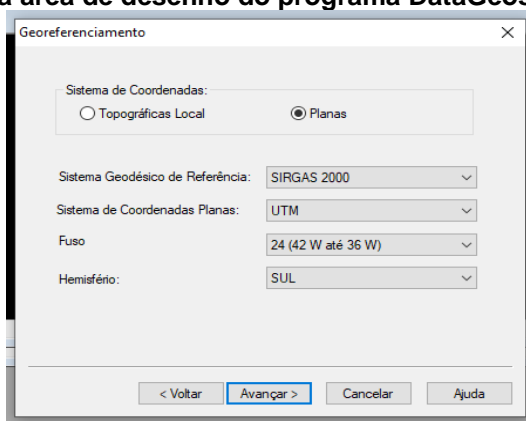 a área de desenho do programa DataGeos
Georeferenciamento
Sistema de Coordenadas:
Topográficas Local Planas
Sistema Geodésico de Referência: SIRGAS 2000
Sistema de Coordenadas Planas: UTM
Fuso 24 (42 W até 36 W)
Hemisfério: SUL
< Voltar Avançar > Cancelar Ajuda